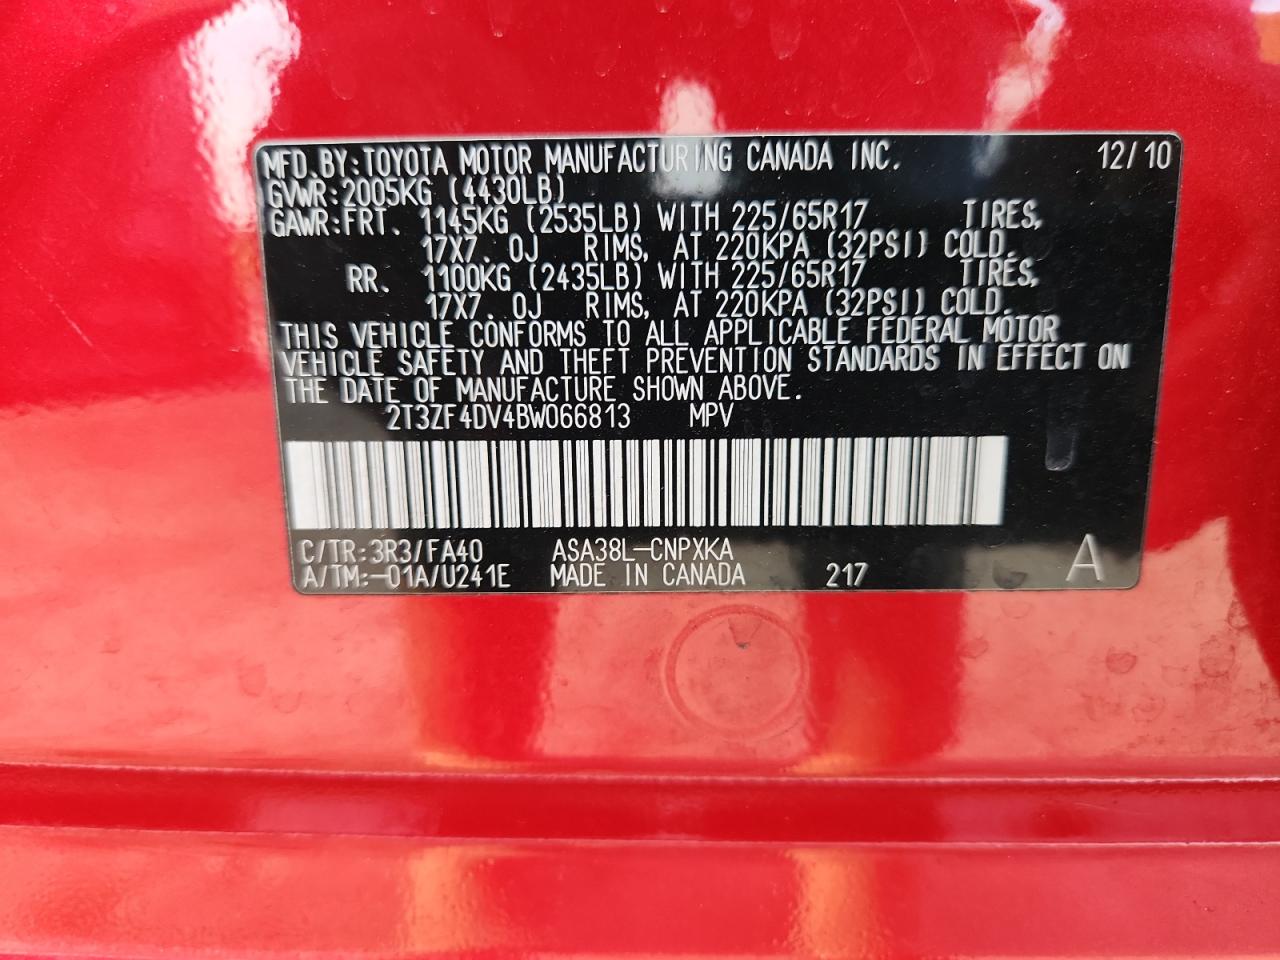 MFD.BY:TOYOTA MOTOR MANUFACTURING CANADA INC. 12/10
GVWR:2005KG (4430LB)
GAWR:FRT. 1145KG (2535LB) WITH 225/65R17 TIRES,
17X7.0J RIMS, AT 220KPA (32PSI) COLD.
RR. 1100KG (2435LB) WITH 225/65R17 TIRES,
17X7.0J RIMS, AT 220KPA (32PSI) COLD.
THIS VEHICLE CONFORMS TO ALL APPLICABLE FEDERAL MOTOR
VEHICLE SAFETY AND THEFT PREVENTION STANDARDS IN EFFECT ON
THE DATE OF MANUFACTURE SHOWN ABOVE.
2T3ZF4DV4BW066813 MPV
C/TR:3R3/FA40 ASA38L-CNPXKA
A/TM:-01A/U241E MADE IN CANADA 217 A